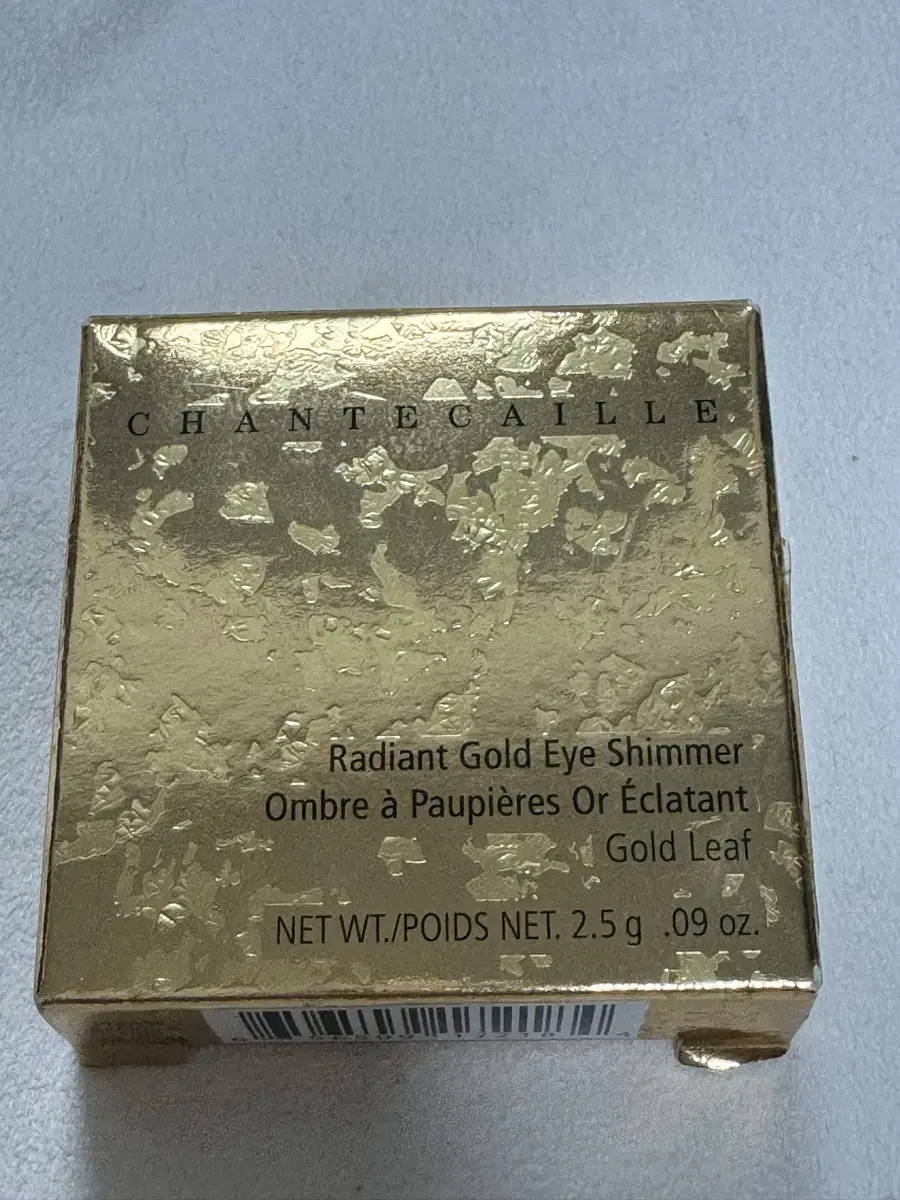 CHANTECAILLE
Radiant Gold Eye Shimmer
Ombre à Paupières Or Éclatant
Gold Leaf
NET WT./POIDS NET. 2.5 g .09 oz.